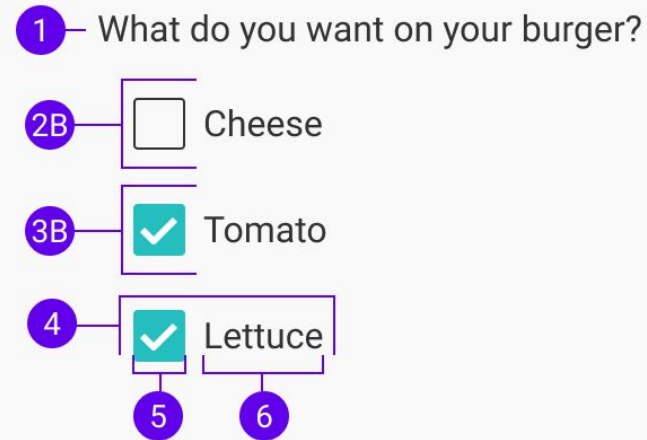 1 What do you want on your burger?
2B Cheese
3B Tomato
4 Lettuce
5 6